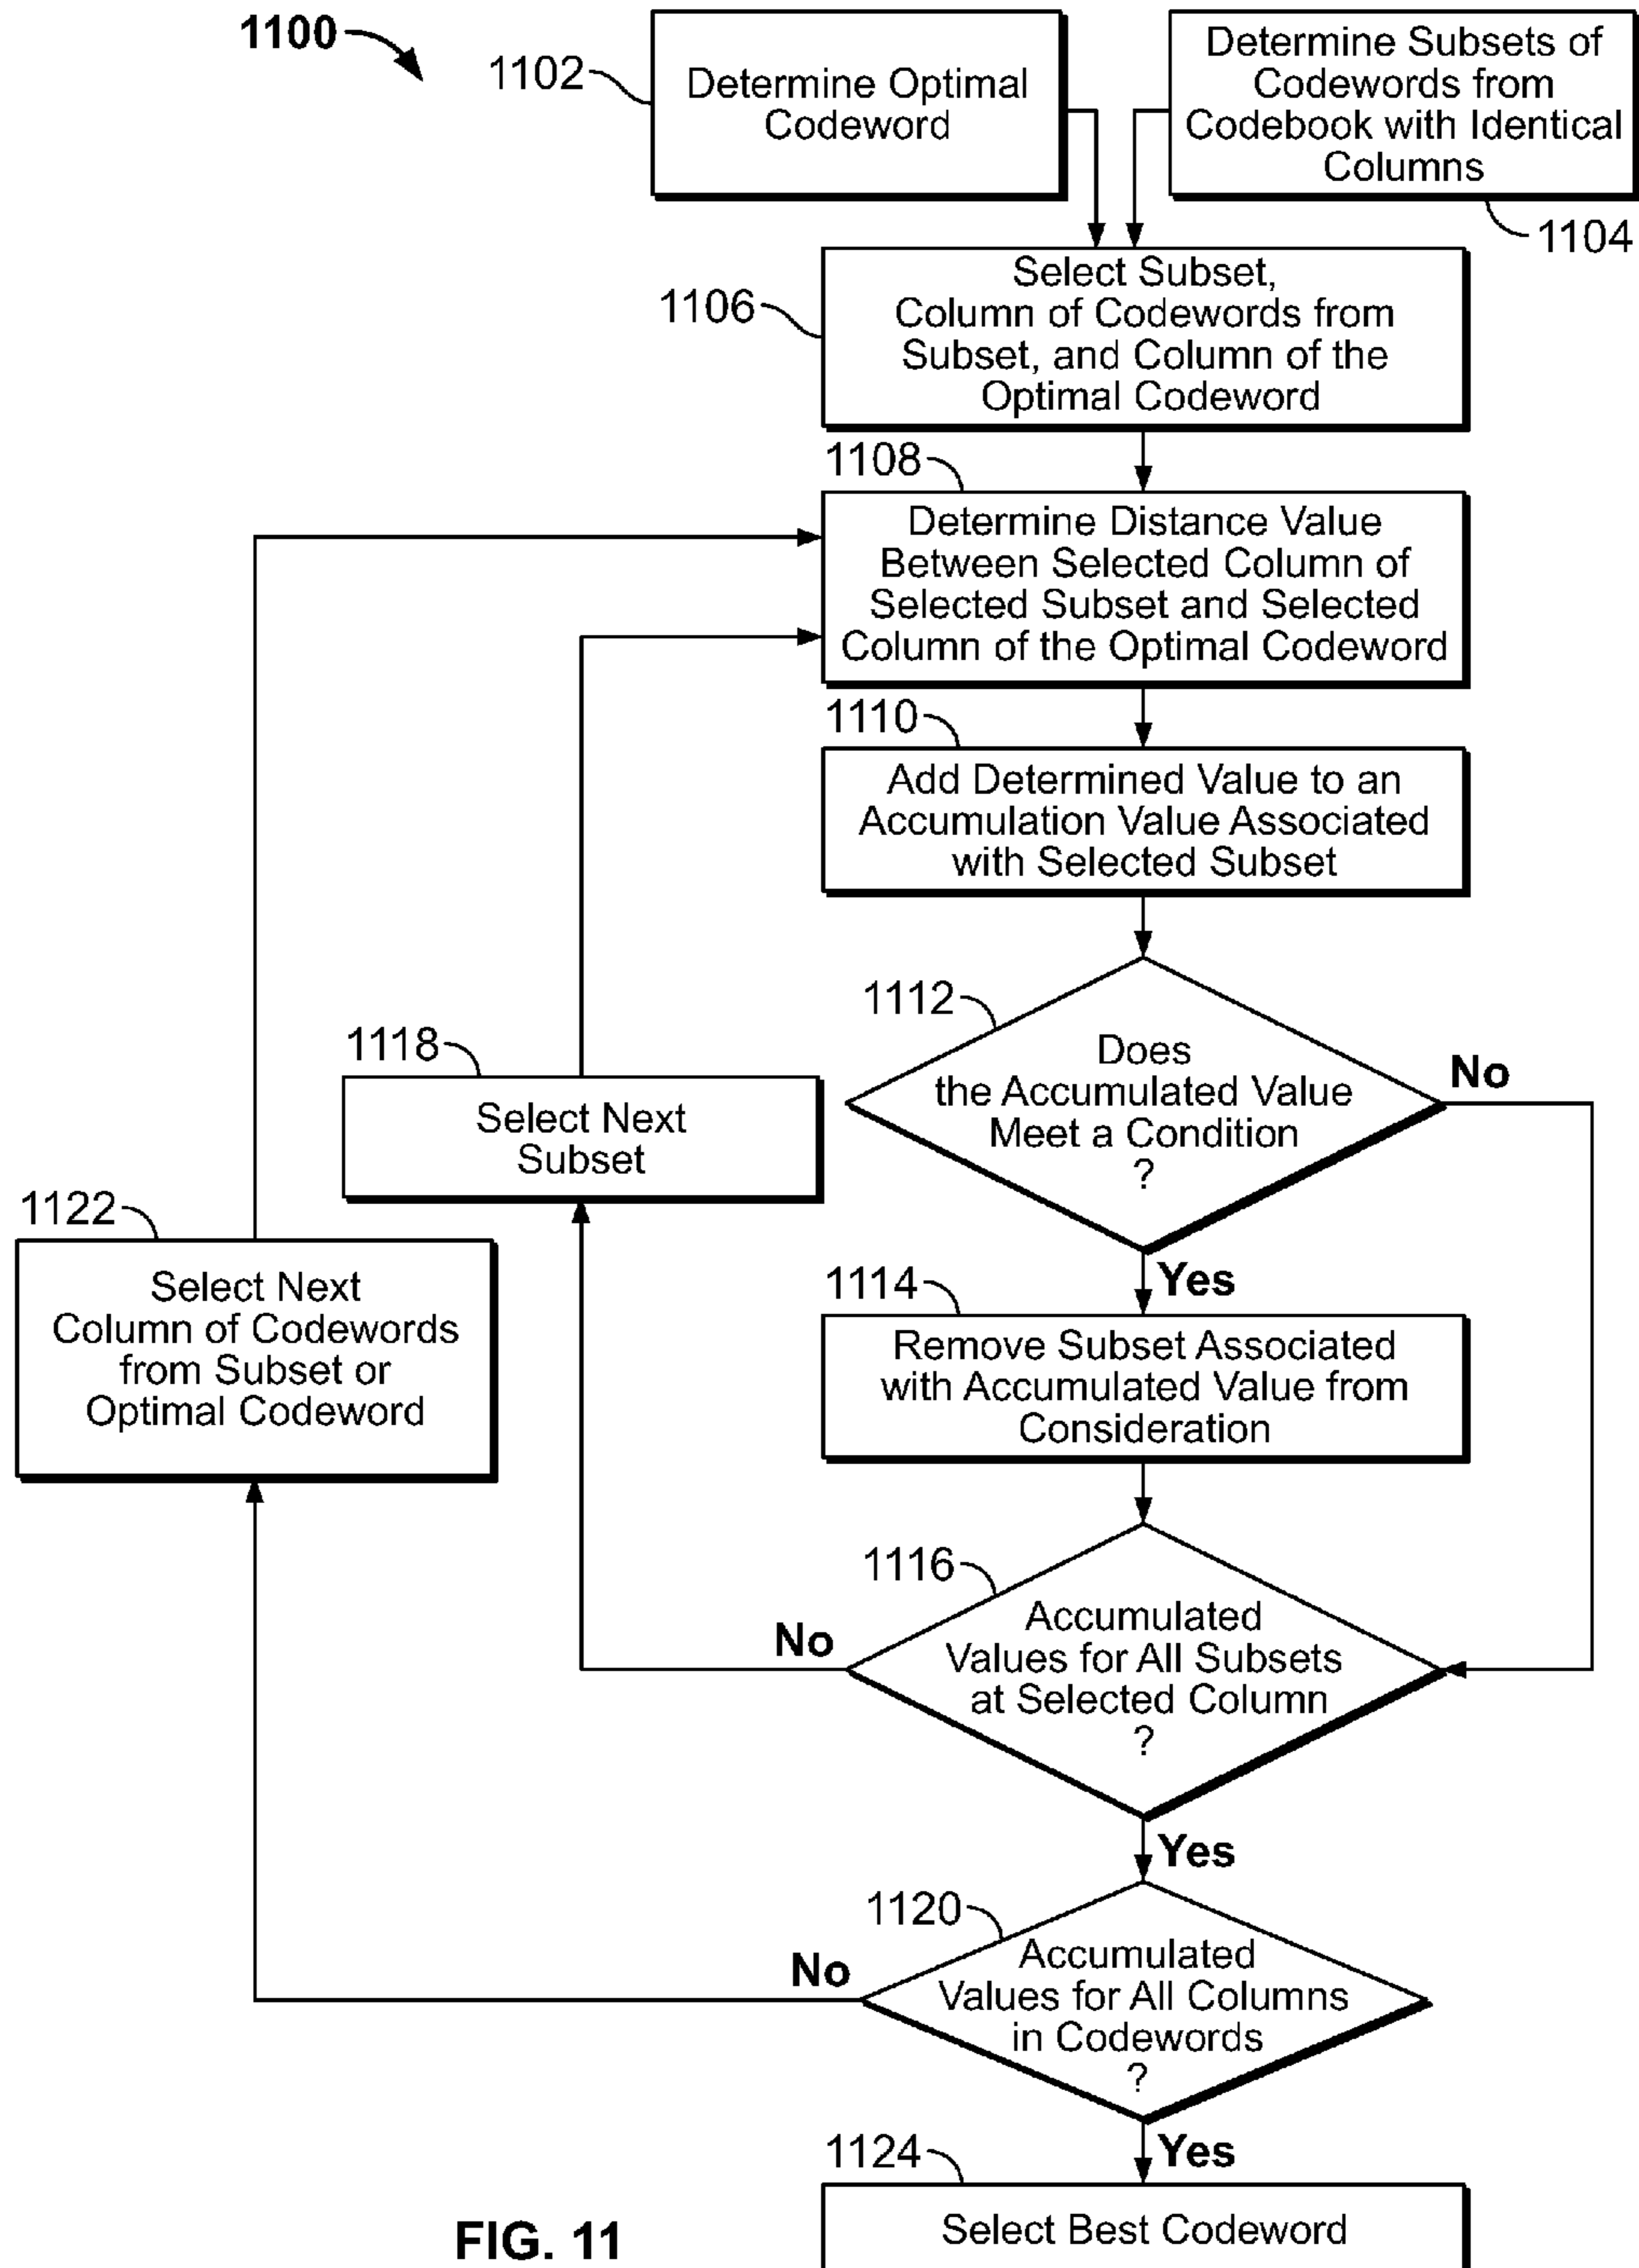 1100
1102
Determine Optimal
Codeword
Determine Subsets of
Codewords from
Codebook with Identical
Columns
1104
1106
Select Subset,
Column of Codewords from
Subset, and Column of the
Optimal Codeword
1108
Determine Distance Value
Between Selected Column of
Selected Subset and Selected
Column of the Optimal Codeword
1110
Add Determined Value to an
Accumulation Value Associated
with Selected Subset
1112
Does
the Accumulated Value
Meet a Condition
?
No
Yes
1118
Select Next
Subset
1122
Select Next
Column of Codewords
from Subset or
Optimal Codeword
1114
Remove Subset Associated
with Accumulated Value from
Consideration
1116
Accumulated
Values for All Subsets
at Selected Column
?
No
Yes
1120
Accumulated
Values for All Columns
in Codewords
?
No
Yes
1124
Select Best Codeword
FIG. 11